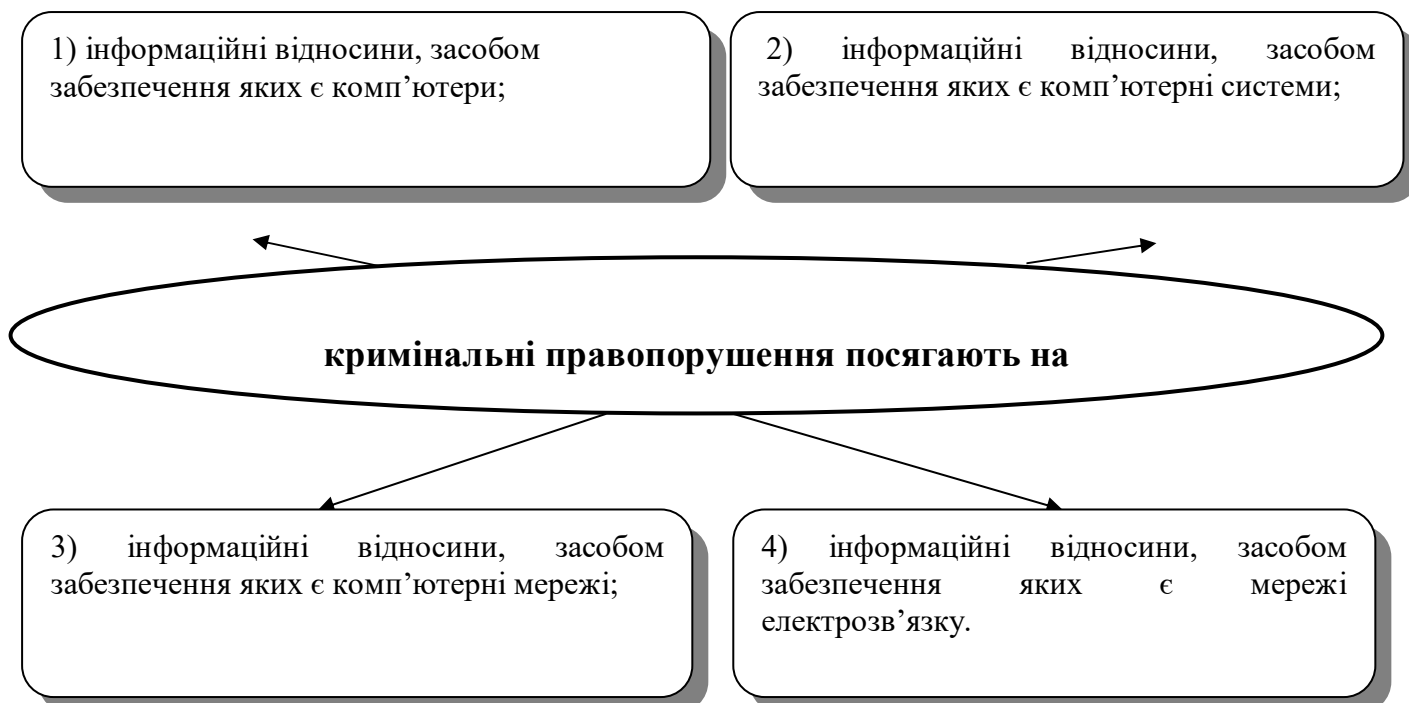 1) інформаційні відносини, засобом
забезпечення яких є комп’ютери;
2) інформаційні відносини, засобом
забезпечення яких є комп’ютерні системи;
кримінальні правопорушення посягають на
3) інформаційні відносини, засобом
забезпечення яких є комп’ютерні мережі;
4) інформаційні відносини, засобом
забезпечення яких є мережі
електрозв’язку.